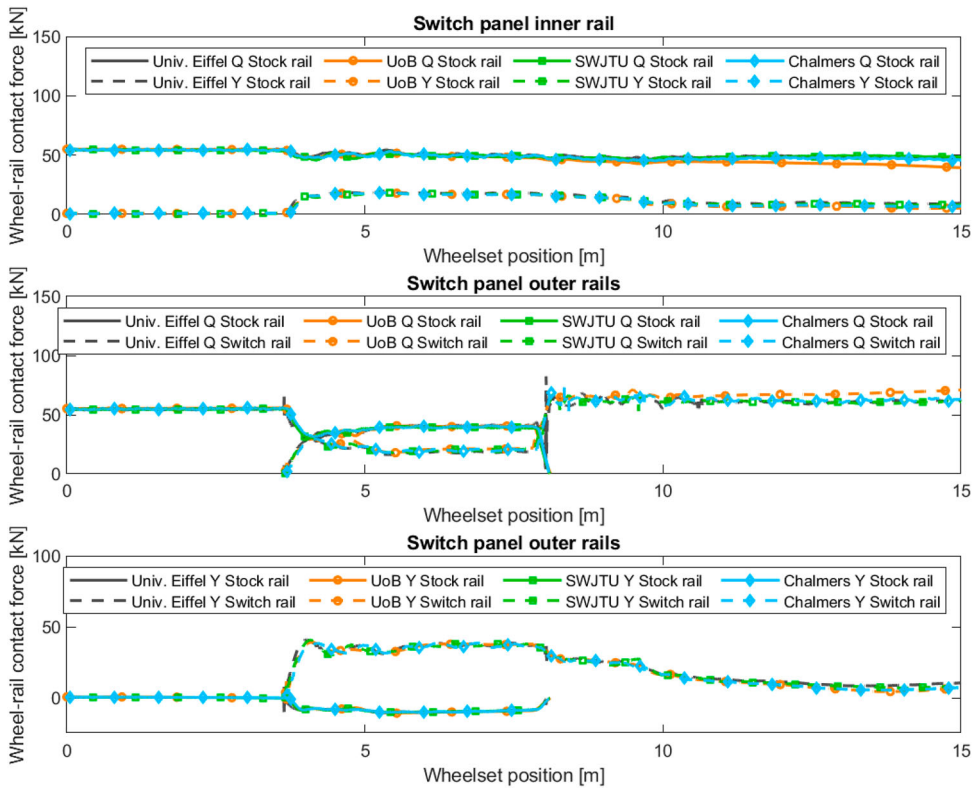 Switch panel inner rail
Wheel-rail contact force [kN]
150
100
50
0
Univ. Eiffel Q Stock rail UoB Q Stock rail SWJTU Q Stock rail Chalmers Q Stock rail
Univ. Eiffel Y Stock rail UoB Y Stock rail SWJTU Y Stock rail Chalmers Y Stock rail
0 5 10 15
Wheelset position [m]
Switch panel outer rails
Wheel-rail contact force [kN]
150
100
50
0
Univ. Eiffel Q Stock rail UoB Q Stock rail SWJTU Q Stock rail Chalmers Q Stock rail
Univ. Eiffel Q Switch rail UoB Q Switch rail SWJTU Q Switch rail Chalmers Q Switch rail
0 5 10 15
Wheelset position [m]
Switch panel outer rails
Wheel-rail contact force [kN]
100
50
0
Univ. Eiffel Y Stock rail UoB Y Stock rail SWJTU Y Stock rail Chalmers Y Stock rail
Univ. Eiffel Y Switch rail UoB Y Switch rail SWJTU Y Switch rail Chalmers Y Switch rail
0 5 10 15
Wheelset position [m]